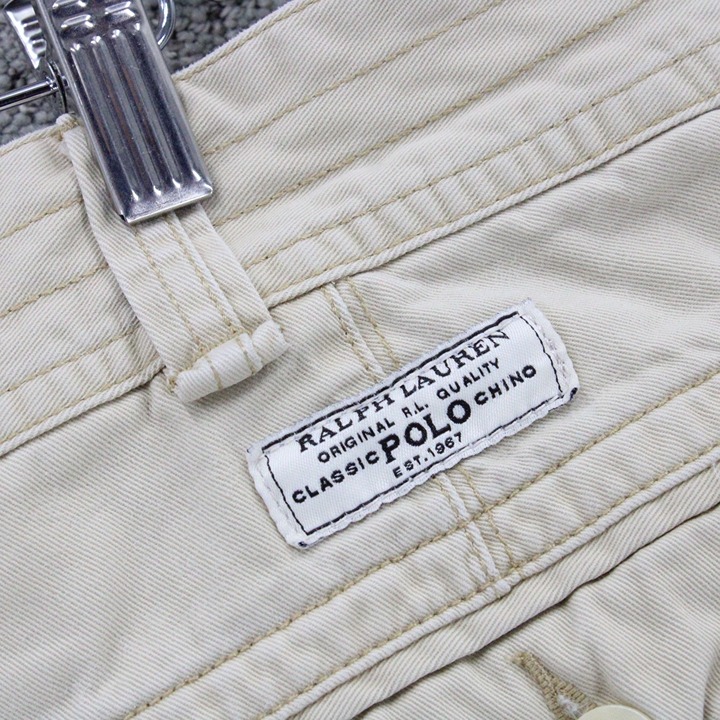 RALPH LAUREN
ORIGINAL R.L. QUALITY
CLASSIC POLO CHINO
EST. 1967